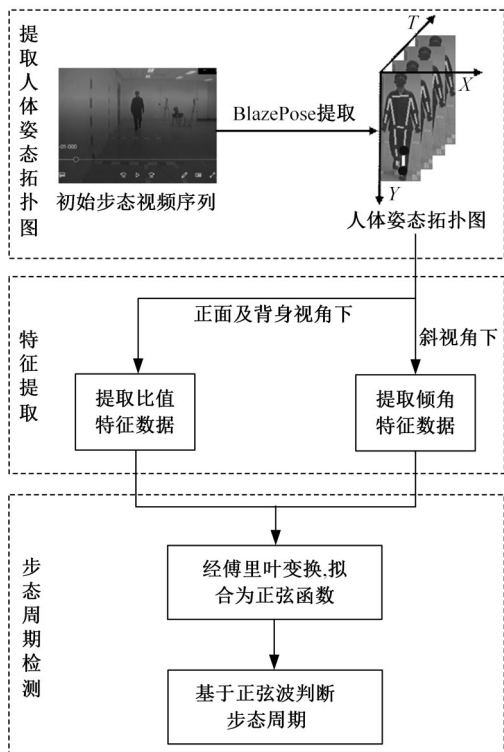 提取人体姿态拓扑图
T
X
Y
BlazePose提取
-01-000
初始步态视频序列
人体姿态拓扑图
特征提取
正面及背身视角下
斜视角下
提取比值
特征数据
提取倾角
特征数据
步态周期检测
经傅里叶变换,拟
合为正弦函数
基于正弦波判断
步态周期